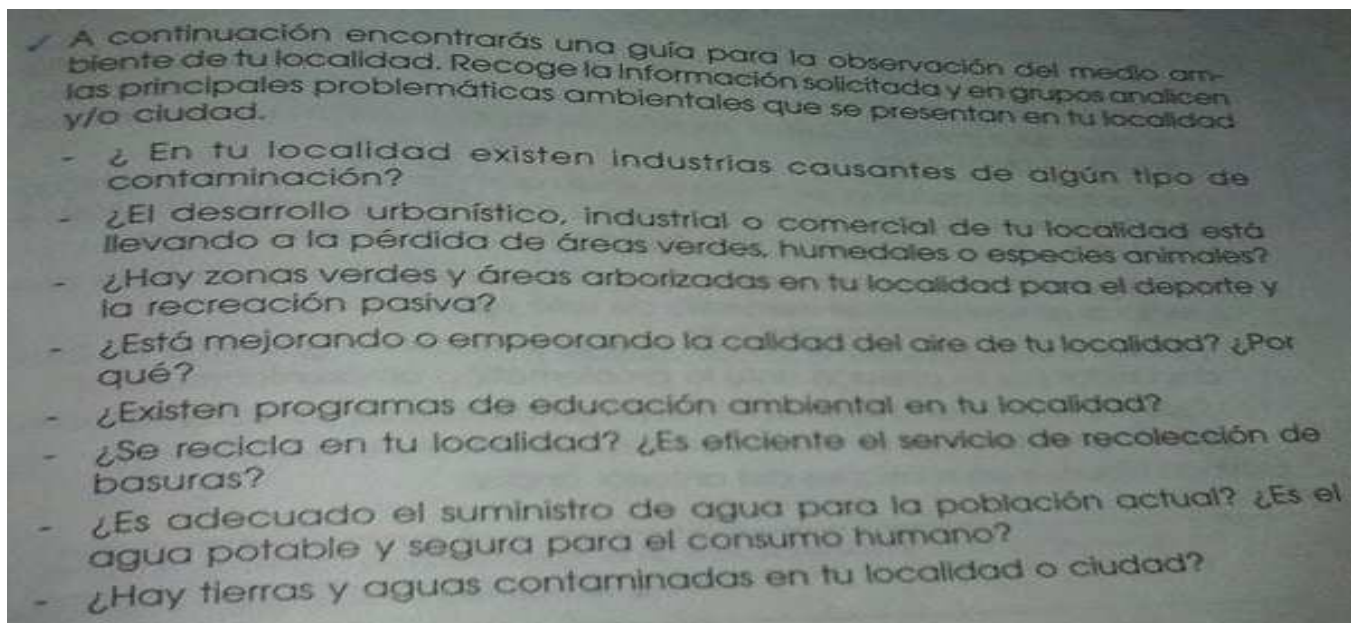 ✓ A continuación encontrarás una guía para la observación del medio am-
biente de tu localidad. Recoge la información solicitada y en grupos analicen
las principales problemáticas ambientales que se presentan en tu localidad
y/o ciudad.
- ¿ En tu localidad existen industrias causantes de algún tipo de
contaminación?
- ¿El desarrollo urbanístico, industrial o comercial de tu localidad está
llevando a la pérdida de áreas verdes, humedales o especies animales?
- ¿Hay zonas verdes y áreas arborizadas en tu localidad para el deporte y
la recreación pasiva?
- ¿Está mejorando o empeorando la calidad del aire de tu localidad? ¿Por
qué?
- ¿Existen programas de educación ambiental en tu localidad?
- ¿Se recicla en tu localidad? ¿Es eficiente el servicio de recolección de
basuras?
- ¿Es adecuado el suministro de agua para la población actual? ¿Es el
agua potable y segura para el consumo humano?
- ¿Hay tierras y aguas contaminadas en tu localidad o ciudad?